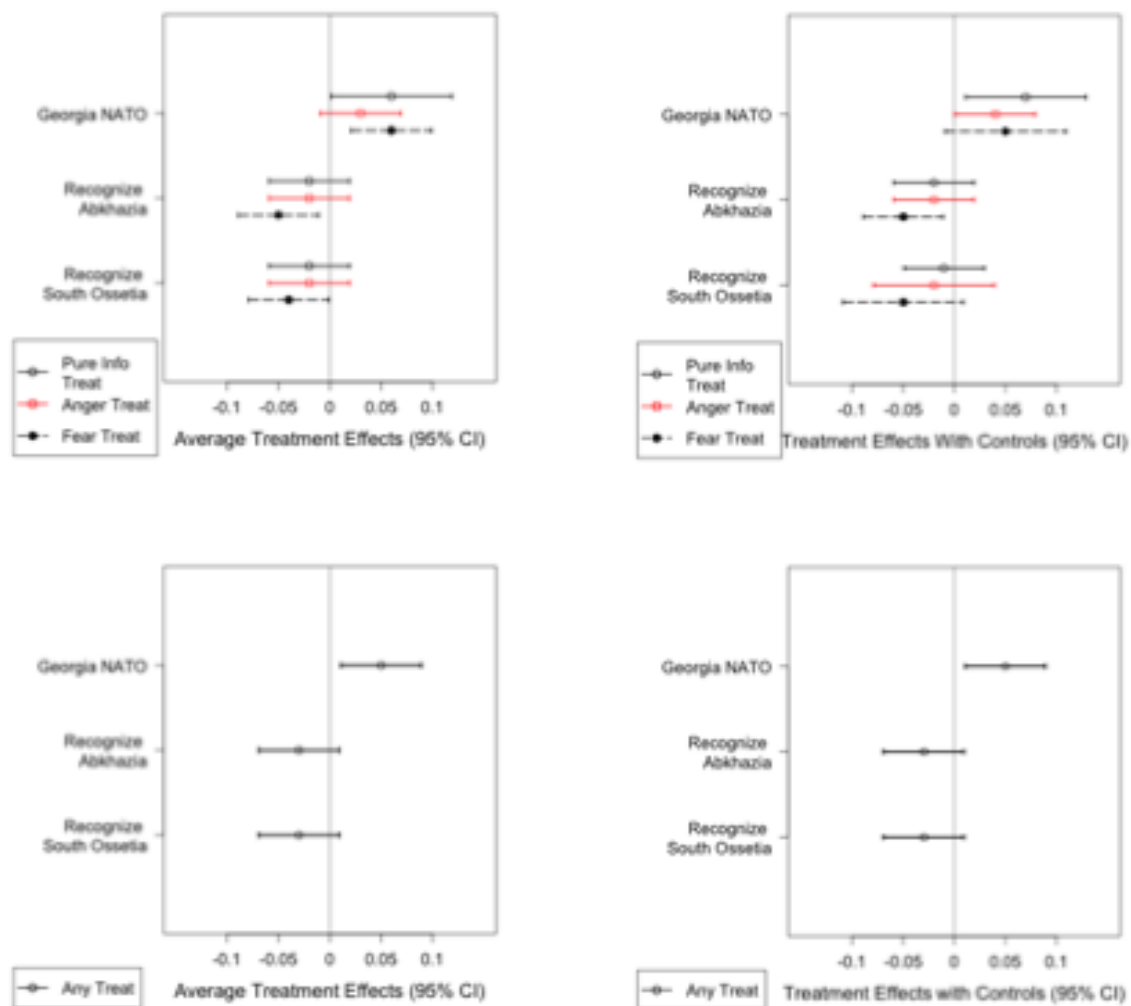 Georgia NATO
Recognize
Abkhazia
Recognize
South Ossetia
Pure Info
Treat
Anger Treat
Fear Treat
-0.1 -0.05 0 0.05 0.1
Average Treatment Effects (95% CI)
Georgia NATO
Recognize
Abkhazia
Recognize
South Ossetia
Pure Info
Treat
Anger Treat
Fear Treat
-0.1 -0.05 0 0.05 0.1
Treatment Effects With Controls (95% CI)
Georgia NATO
Recognize
Abkhazia
Recognize
South Ossetia
Any Treat
-0.1 -0.05 0 0.05 0.1
Average Treatment Effects (95% CI)
Georgia NATO
Recognize
Abkhazia
Recognize
South Ossetia
Any Treat
-0.1 -0.05 0 0.05 0.1
Treatment Effects with Controls (95% CI)